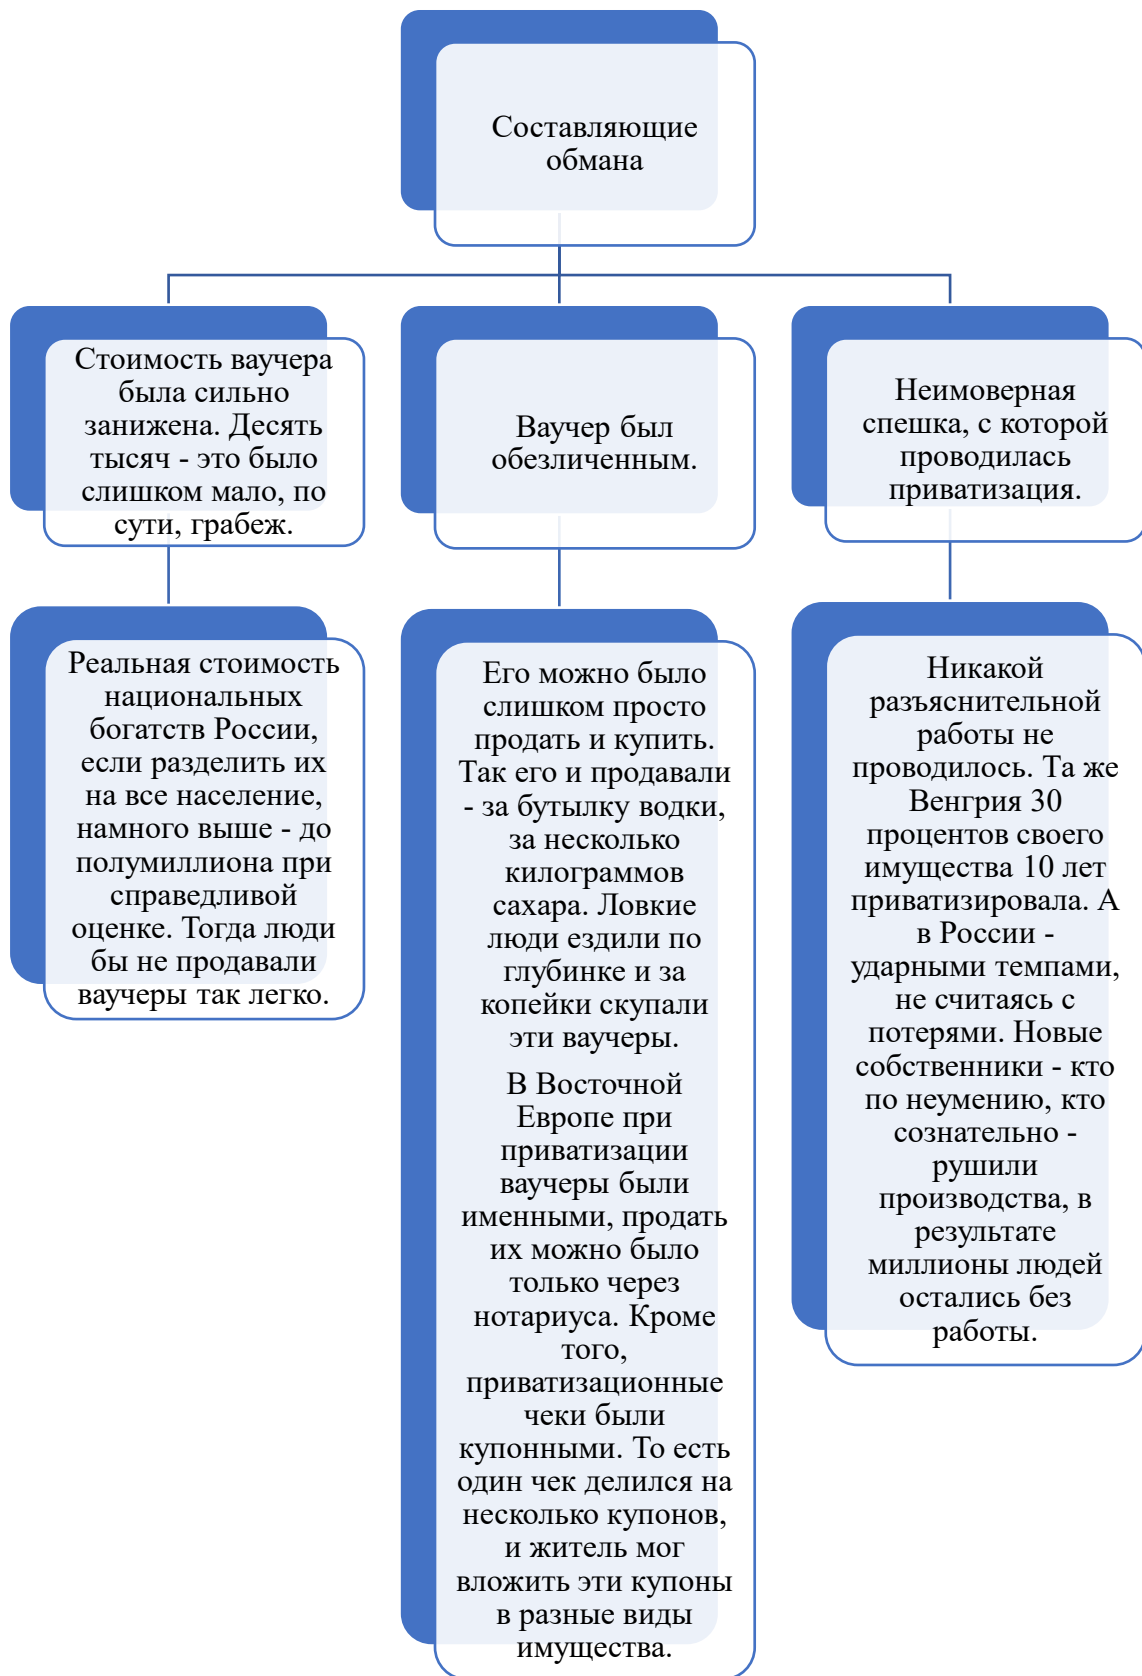 Составляющие
обмана
Стоимость ваучера
была сильно
занижена. Десять
тысяч - это было
слишком мало, по
сути, грабеж.
Реальная стоимость
национальных
богатств России,
если разделить их
на все население,
намного выше - до
полумиллиона при
справедливой
оценке. Тогда люди
бы не продавали
ваучеры так легко.
Ваучер был
обезличенным.
Его можно было
слишком просто
продать и купить.
Так его и продавали
- за бутылку водки,
за несколько
килограммов
сахара. Ловкие
люди ездили по
глубинке и за
копейки скупали
эти ваучеры.
В Восточной
Европе при
приватизации
ваучеры были
именными, продать
их можно было
только через
нотариуса. Кроме
того,
приватизационные
чеки были
купонными. То есть
один чек делился на
несколько купонов,
и житель мог
вложить эти купоны
в разные виды
имущества.
Неимоверная
спешка, с которой
проводилась
приватизация.
Никакой
разъяснительной
работы не
проводилось. Та же
Венгрия 30
процентов своего
имущества 10 лет
приватизировала. А
в России -
ударными темпами,
не считаясь с
потерями. Новые
собственники - кто
по неумению, кто
сознательно -
рушили
производства, в
результате
миллионы людей
остались без
работы.